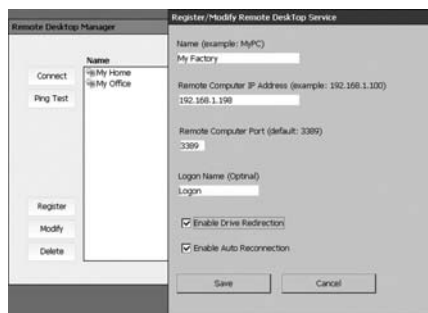 Remote Desktop Manager
Name
Connect
My Home
My Office
Ping Test
Register
Modify
Delete
Register/Modify Remote DeskTop Service
Name (example: MyPC)
My Factory
Remote Computer IP Address (example: 192.168.1.100)
192.168.1.198
Remote Computer Port (default: 3389)
3389
Logon Name (Optinal)
Logon
Enable Drive Redirection
Enable Auto Reconnection
Save
Cancel